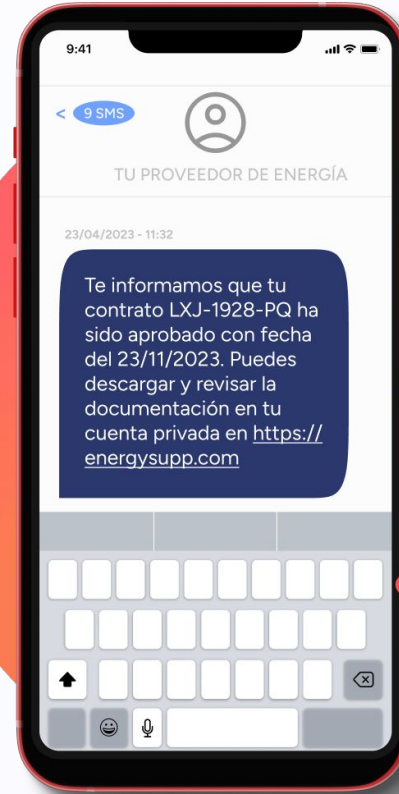 9:41
< 9 SMS
TU PROVEEDOR DE ENERGÍA
23/04/2023 - 11:32
Te informamos que tu
contrato LXJ-1928-PQ ha
sido aprobado con fecha
del 23/11/2023. Puedes
descargar y revisar la
documentación en tu
cuenta privada en https://
energysupp.com